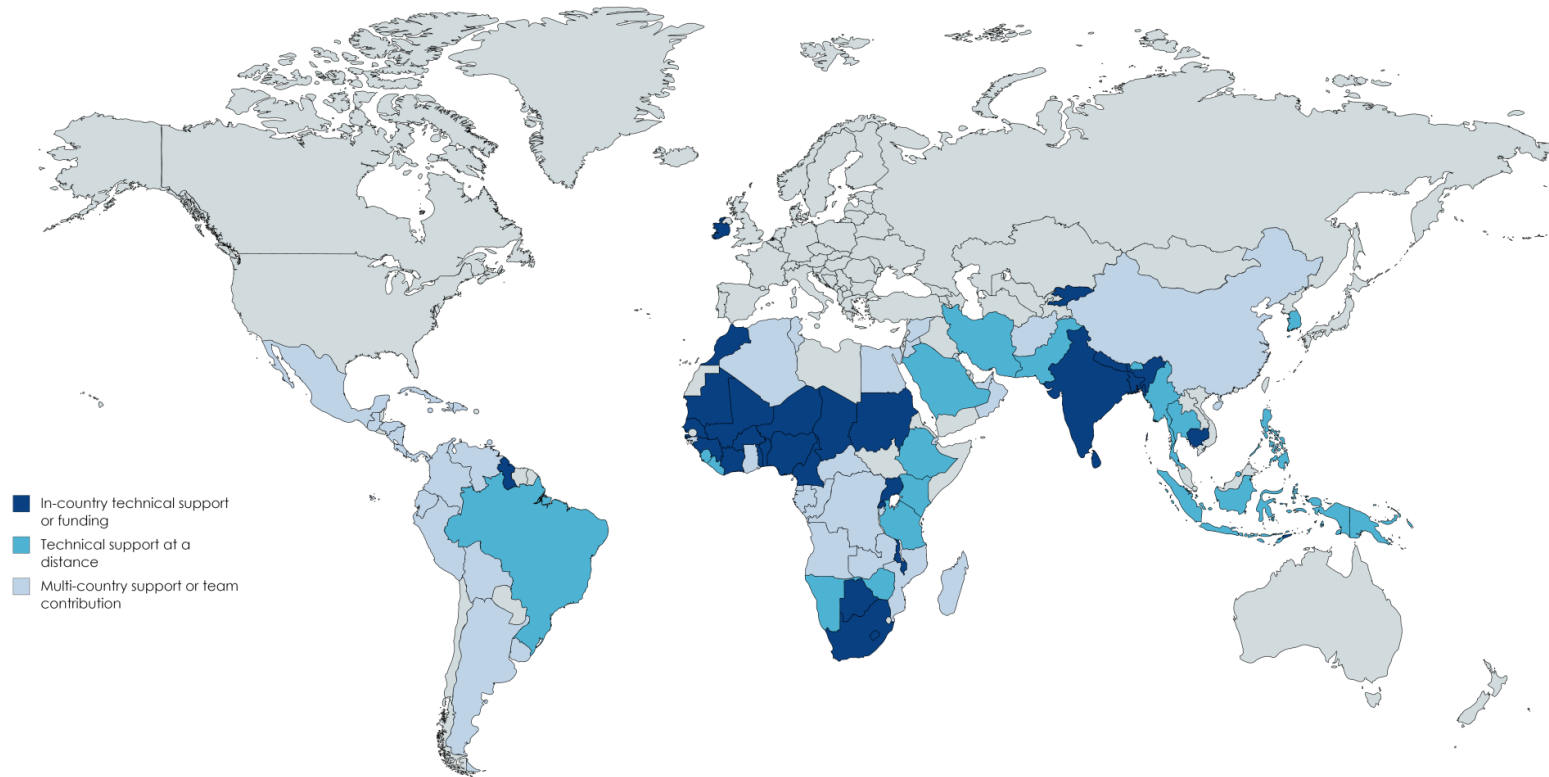 In-country technical support
or funding
Technical support at a
distance
Multi-country support or team
contribution